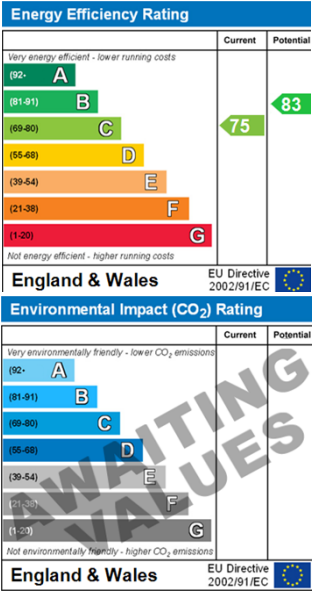 Energy Efficiency Rating
Current Potential
Very energy efficient - lower running costs
(92- A
(81-91) B
(69-80) C
(55-68) D
(39-54) E
(21-38) F
(1-20) G
75
83
Not energy efficient - higher running costs
England & Wales
EU Directive
2002/91/EC
Environmental Impact (CO₂) Rating
Current Potential
Very environmentally friendly - lower CO₂ emissions
(92- A
(81-91) B
(69-80) C
(55-68) D
(39-54) E
(21-38) F
(1-20) G
AWAITING
VALUES
Not environmentally friendly - higher CO₂ emissions
England & Wales
EU Directive
2002/91/EC